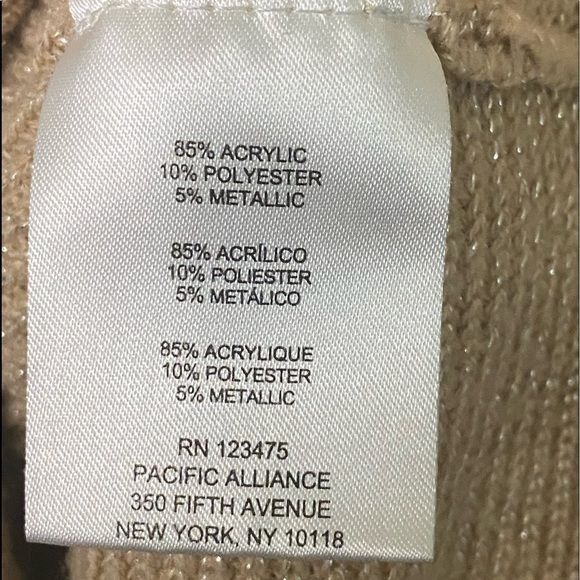 85% ACRYLIC
10% POLYESTER
5% METALLIC
85% ACRÍLICO
10% POLIESTER
5% METÁLICO
85% ACRYLIQUE
10% POLYESTER
5% METALLIC
RN 123475
PACIFIC ALLIANCE
350 FIFTH AVENUE
NEW YORK, NY 10118